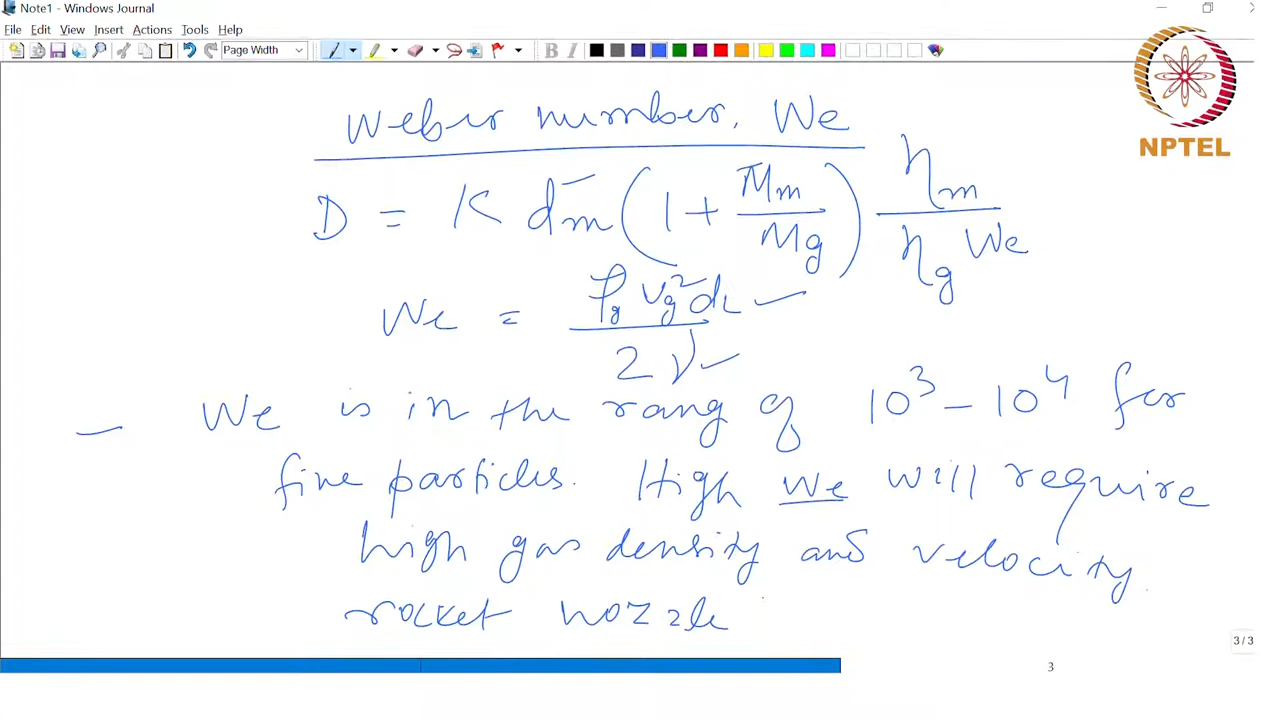 Note1 - Windows Journal
File Edit View Insert Actions Tools Help
Page Width
B I
NPTEL
Weber number. We
D = K d̄m (1 + Mm/Mg) ηm/ηg We
We = ρg Vg² dL / 2γ
— We is in the rang of 10³ – 10⁴ for
fine particles. High We will require
high gas density and velocity
rocket nozzle
3/3
3